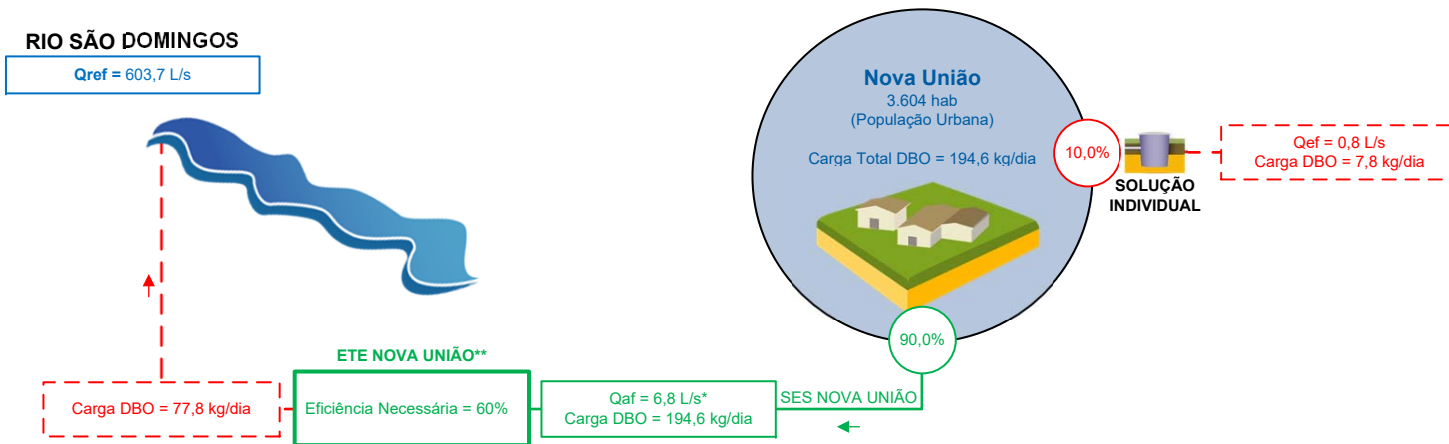 RIO SÃO DOMINGOS
Qref = 603,7 L/s
Nova União
3.604 hab
(População Urbana)
Carga Total DBO = 194,6 kg/dia
10,0%
SOLUÇÃO
INDIVIDUAL
Qef = 0,8 L/s
Carga DBO = 7,8 kg/dia
90,0%
ETE NOVA UNIÃO**
Carga DBO = 77,8 kg/dia
Eficiência Necessária = 60%
Qaf = 6,8 L/s*
Carga DBO = 194,6 kg/dia
SES NOVA UNIÃO